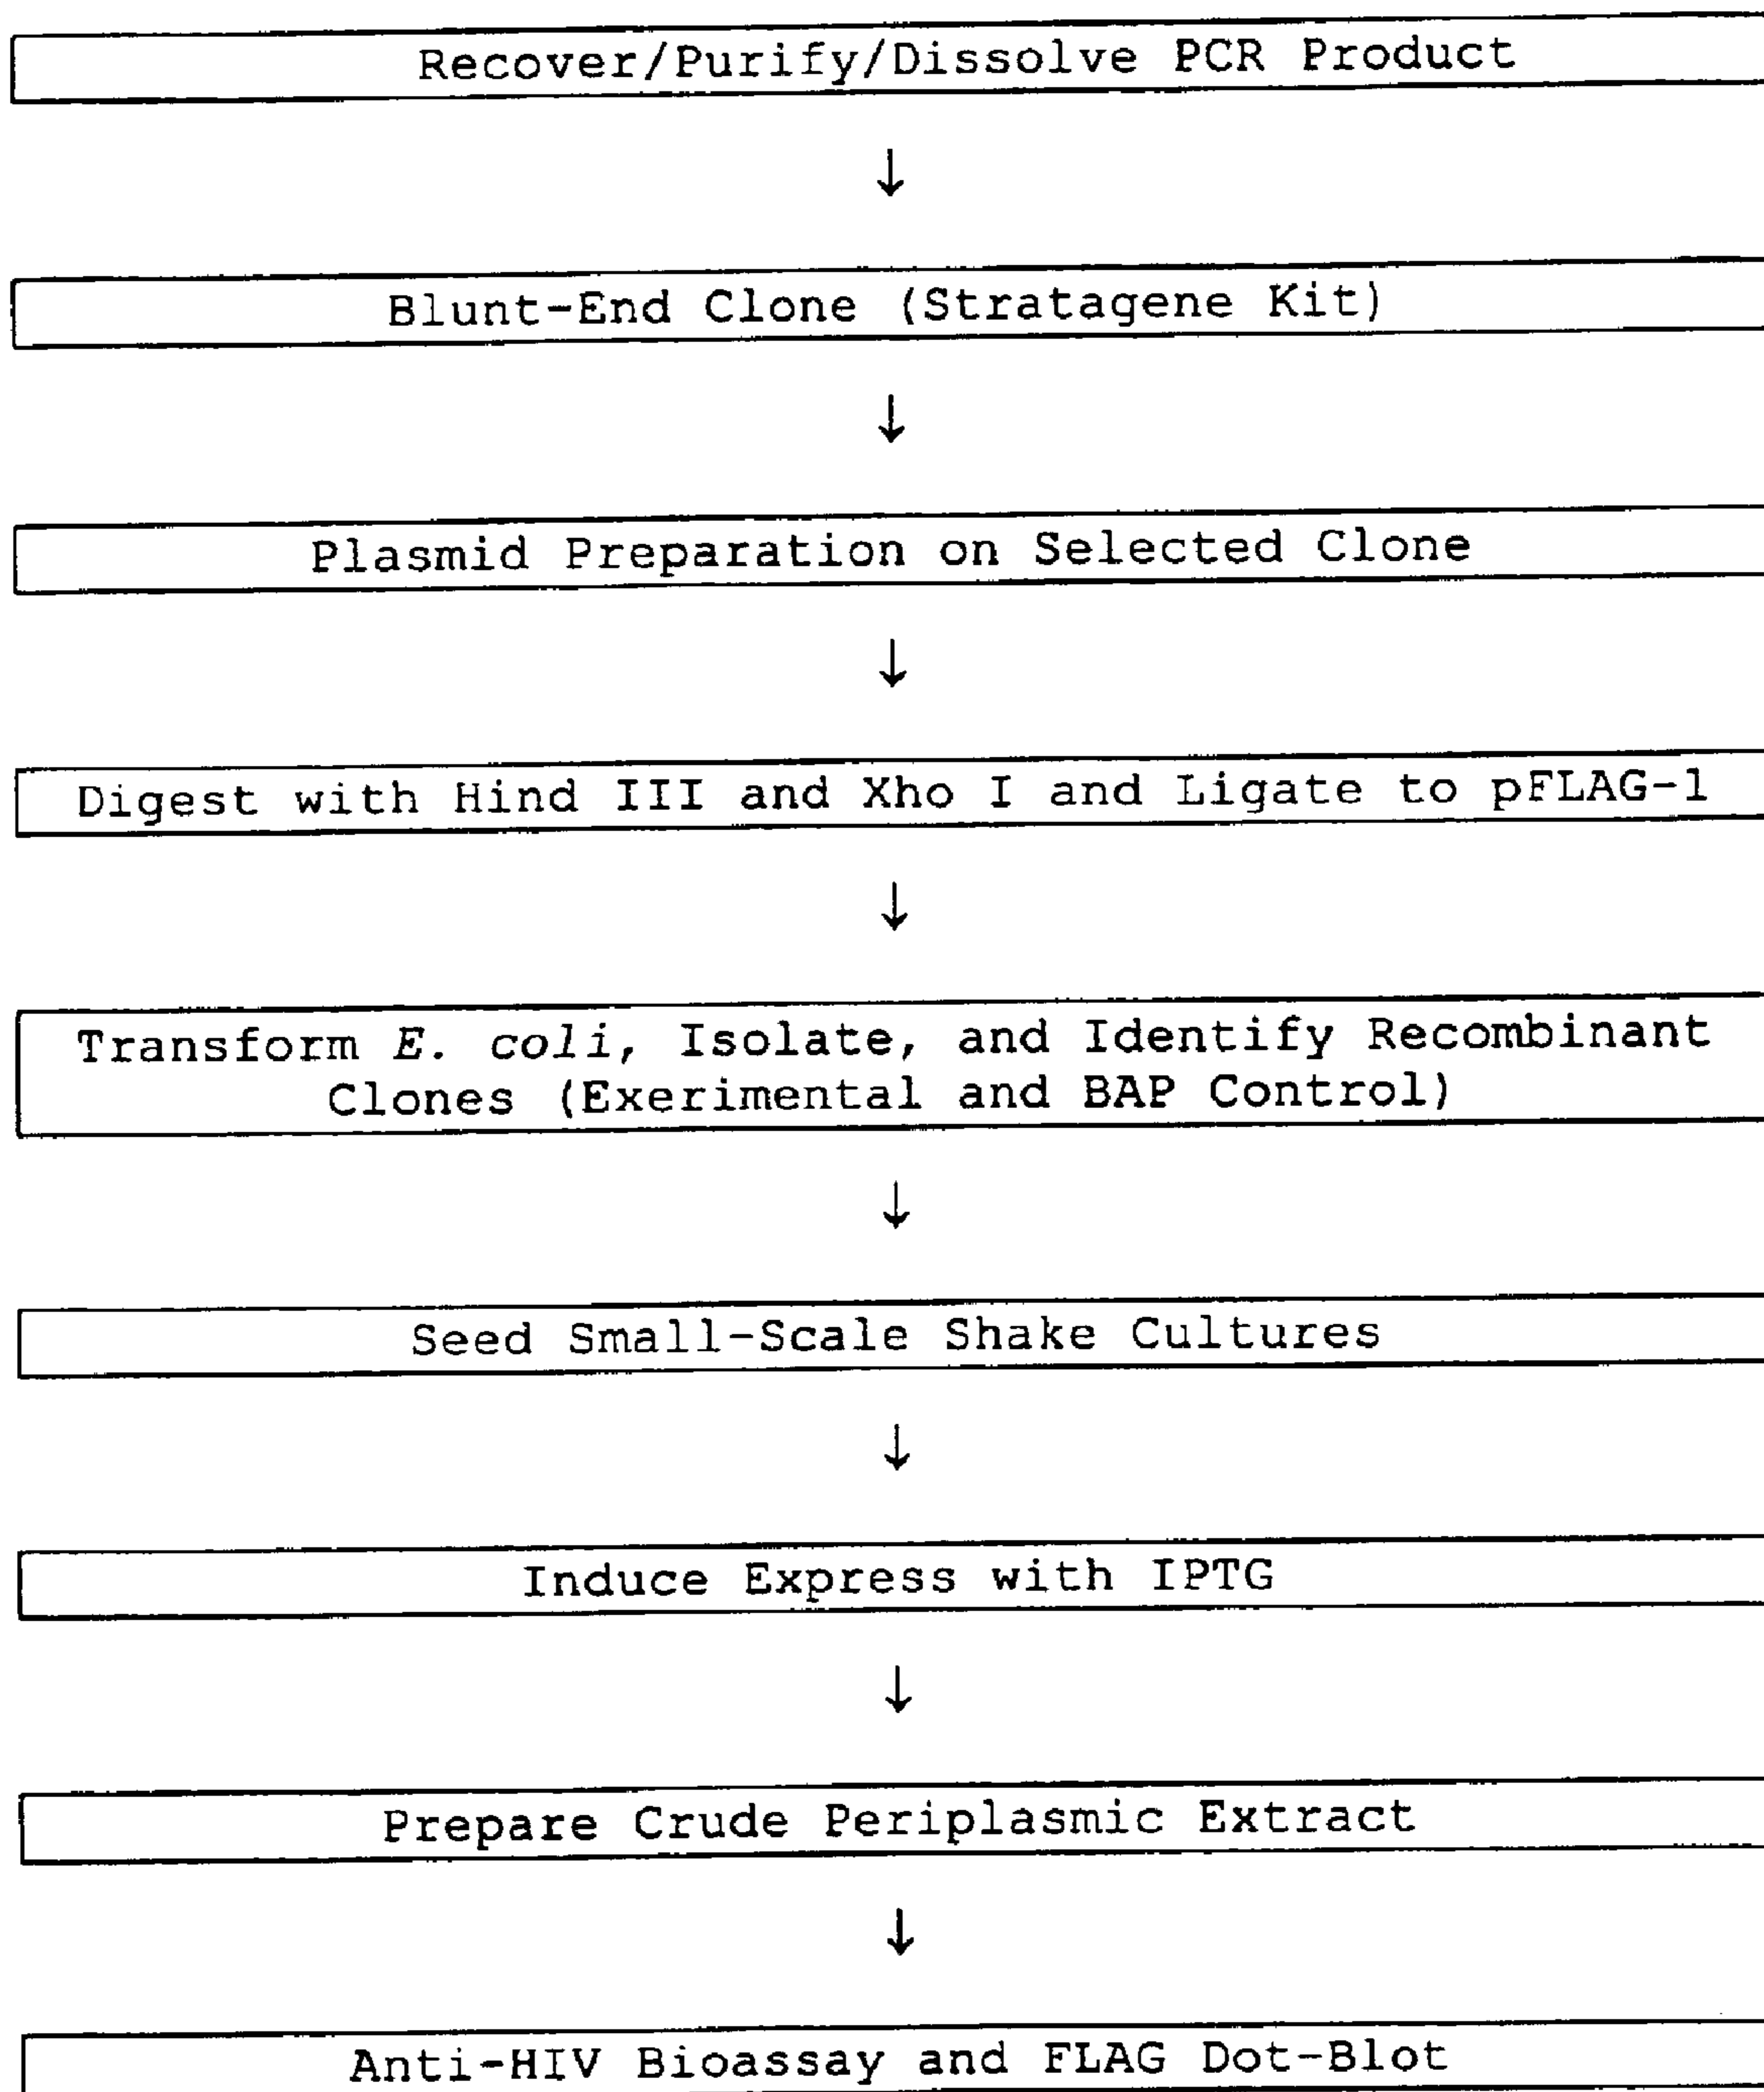 Recover/Purify/Dissolve PCR Product
↓
Blunt-End Clone (Stratagene Kit)
↓
Plasmid Preparation on Selected Clone
↓
Digest with Hind III and Xho I and Ligate to pFLAG-1
↓
Transform E. coli, Isolate, and Identify Recombinant
Clones (Exerimental and BAP Control)
↓
Seed Small-Scale Shake Cultures
↓
Induce Express with IPTG
↓
Prepare Crude Periplasmic Extract
↓
Anti-HIV Bioassay and FLAG Dot-Blot